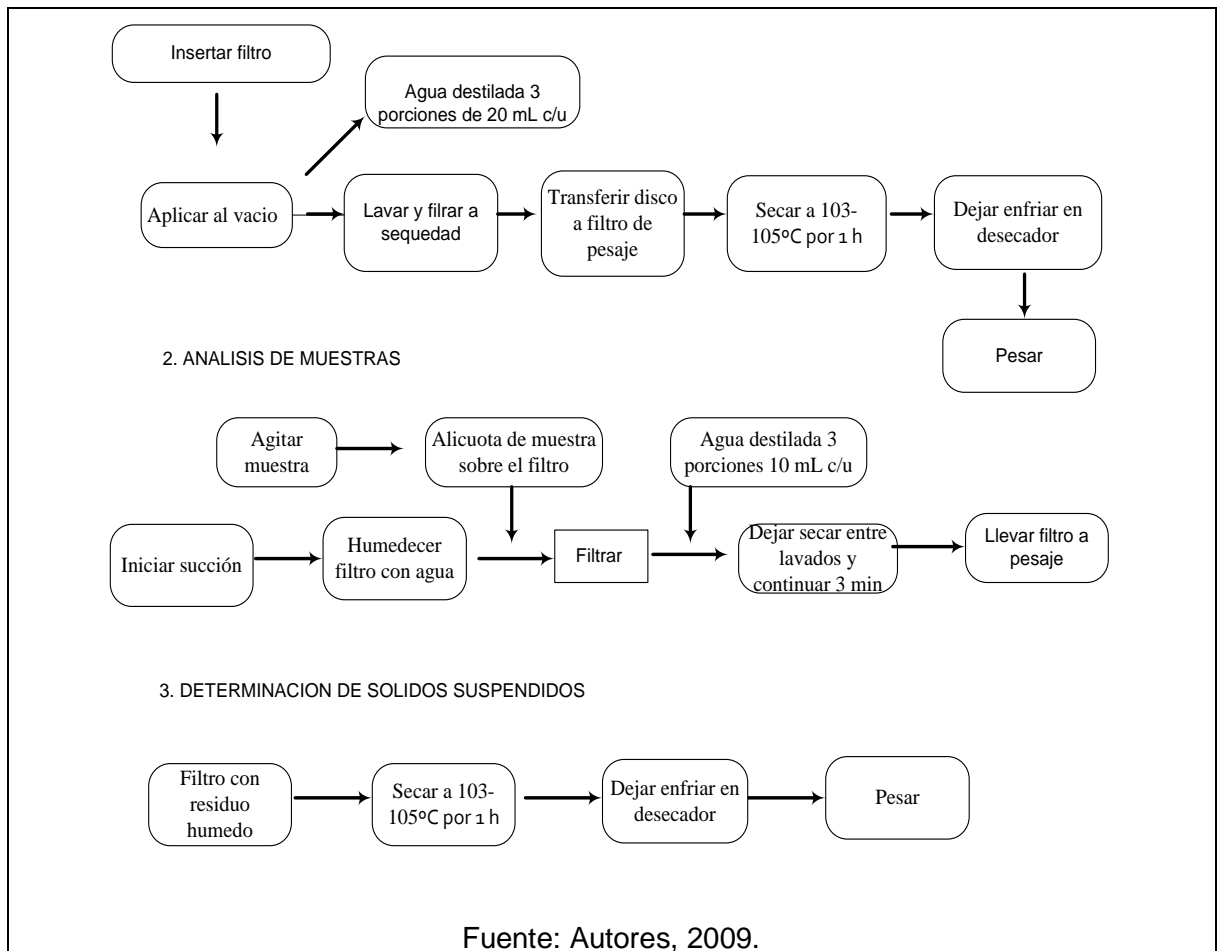 Insertar filtro
Agua destilada 3
porciones de 20 mL c/u
Aplicar al vacio
Lavar y filrar a
sequedad
Transferir disco
a filtro de
pesaje
Secar a 103-
105ºC por 1 h
Dejar enfriar en
desecador
Pesar
2. ANALISIS DE MUESTRAS
Agitar
muestra
Alicuota de muestra
sobre el filtro
Agua destilada 3
porciones 10 mL c/u
Iniciar succión
Humedecer
filtro con agua
Filtrar
Dejar secar entre
lavados y
continuar 3 min
Llevar filtro a
pesaje
3. DETERMINACION DE SOLIDOS SUSPENDIDOS
Filtro con
residuo
humedo
Secar a 103-
105ºC por 1 h
Dejar enfriar en
desecador
Pesar
Fuente: Autores, 2009.